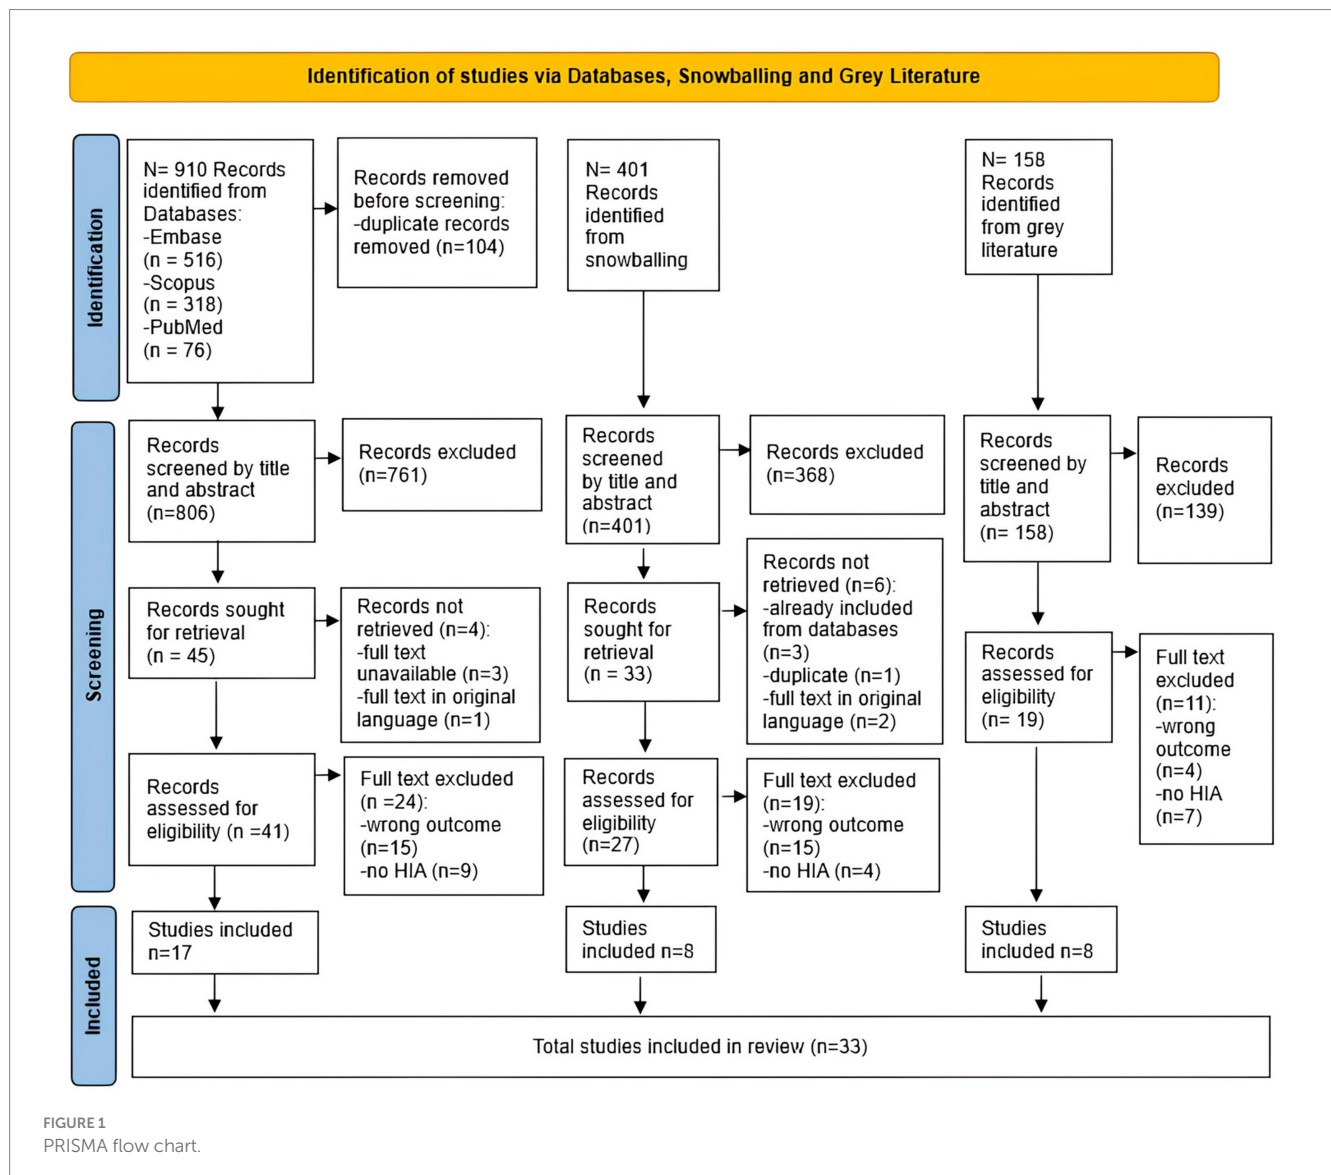 Identification of studies via Databases, Snowballing and Grey Literature
Identification
N= 910 Records
identified from
Databases:
-Embase
(n = 516)
-Scopus
(n = 318)
-PubMed
(n = 76)
Records removed
before screening:
-duplicate records
removed (n=104)
N= 401
Records
identified
from
snowballing
N= 158
Records
identified
from grey
literature
Screening
Records
screened by title
and abstract
(n=806)
Records excluded
(n=761)
Records
screened
by title and
abstract
(n=401)
Records excluded
(n=368)
Records
screened by
title and
abstract
(n= 158)
Records
excluded
(n=139)
Records sought
for retrieval
(n = 45)
Records not
retrieved (n=4):
-full text
unavailable (n=3)
-full text in original
language (n=1)
Records
sought for
retrieval
(n = 33)
Records not
retrieved (n=6):
-already included
from databases
(n=3)
-duplicate (n=1)
-full text in original
language (n=2)
Records
assessed for
eligibility
(n= 19)
Full text
excluded
(n=11):
-wrong
outcome
(n=4)
-no HIA
(n=7)
Records
assessed for
eligibility (n =41)
Full text excluded
(n =24):
-wrong outcome
(n=15)
-no HIA (n=9)
Records
assessed for
eligibility
(n=27)
Full text excluded
(n=19):
-wrong outcome
(n=15)
-no HIA (n=4)
Included
Studies included
n=17
Studies
included n=8
Studies
included n=8
Total studies included in review (n=33)
FIGURE 1
PRISMA flow chart.